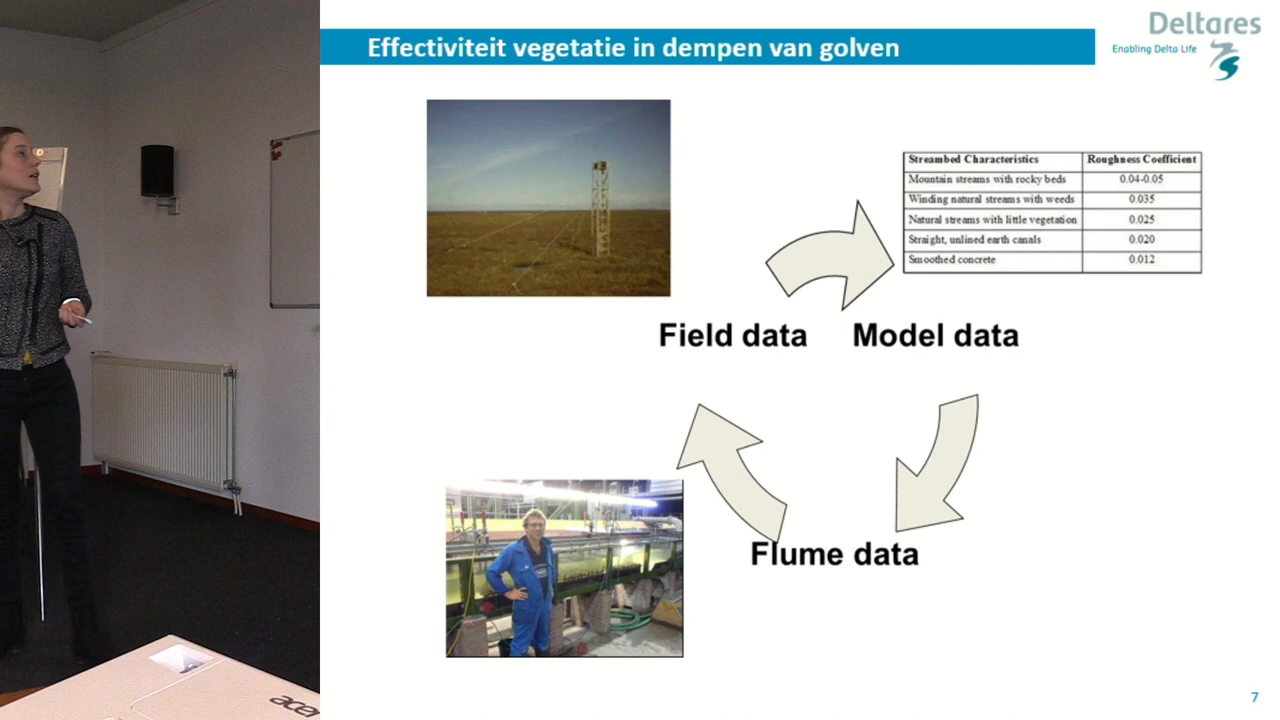 Effectiviteit vegetatie in dempen van golven
Deltares
Enabling Delta Life
Streambed Characteristics Roughness Coefficient
Mountain streams with rocky beds 0.04-0.05
Winding natural streams with weeds 0.035
Natural streams with little vegetation 0.025
Straight, unlined earth canals 0.020
Smoothed concrete 0.012
Field data
Model data
Flume data
acer
7